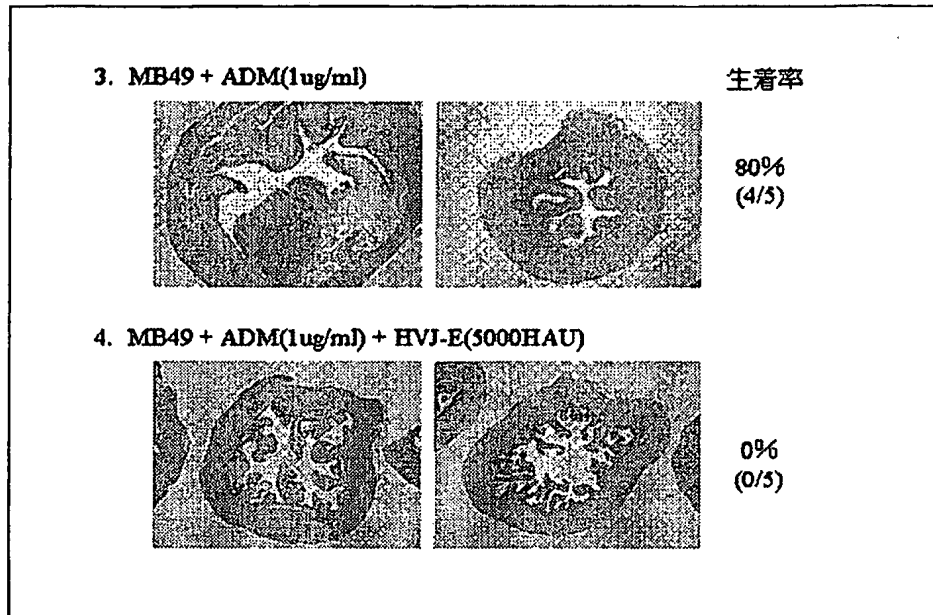 3. MB49 + ADM(1ug/ml)
生着率
80%
(4/5)
4. MB49 + ADM(1ug/ml) + HVJ-E(5000HAU)
0%
(0/5)